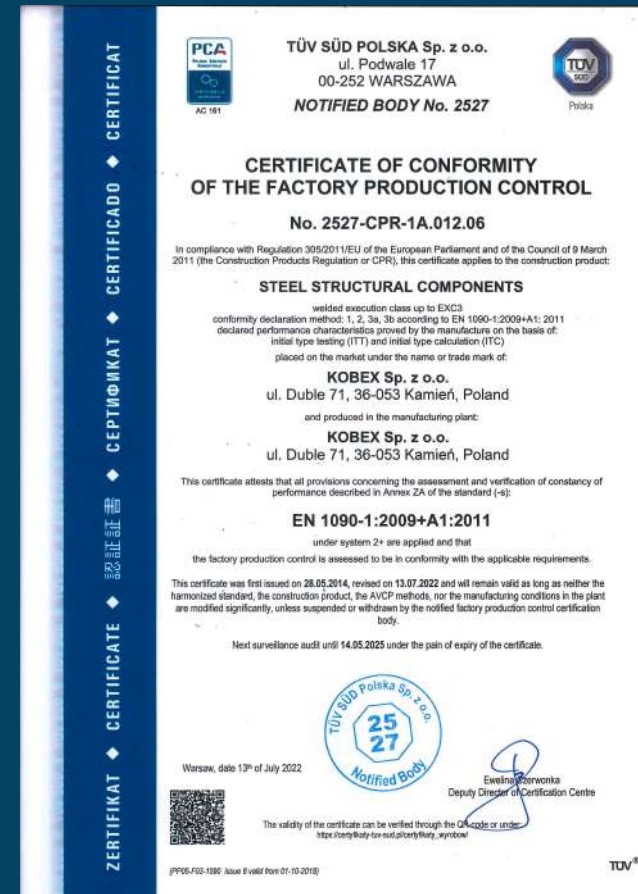 ZERTIFIKAT ◆ CERTIFICATE ◆ 認証証書 ◆ СЕРТИФИКАТ ◆ CERTIFICADO ◆ CERTIFICAT
PCA
AC 161
TÜV SÜD POLSKA Sp. z o.o.
ul. Podwale 17
00-252 WARSZAWA
NOTIFIED BODY No. 2527
TÜV
SÜD
Polska
CERTIFICATE OF CONFORMITY
OF THE FACTORY PRODUCTION CONTROL
No. 2527-CPR-1A.012.06
In compliance with Regulation 305/2011/EU of the European Parliament and of the Council of 9 March
2011 (the Construction Products Regulation or CPR), this certificate applies to the construction product:
STEEL STRUCTURAL COMPONENTS
welded execution class up to EXC3
conformity declaration method: 1, 2, 3a, 3b according to EN 1090-1:2009+A1: 2011
declared performance characteristics proved by the manufacture on the basis of:
initial type testing (ITT) and initial type calculation (ITC)
placed on the market under the name or trade mark of:
KOBEX Sp. z o.o.
ul. Duble 71, 36-053 Kamień, Poland
and produced in the manufacturing plant:
KOBEX Sp. z o.o.
ul. Duble 71, 36-053 Kamień, Poland
This certificate attests that all provisions concerning the assessment and verification of constancy of
performance described in Annex ZA of the standard (-s):
EN 1090-1:2009+A1:2011
under system 2+ are applied and that
the factory production control is assessed to be in conformity with the applicable requirements.
This certificate was first issued on 28.05.2014, revised on 13.07.2022 and will remain valid as long as neither the
harmonized standard, the construction product, the AVCP methods, nor the manufacturing conditions in the plant
are modified significantly, unless suspended or withdrawn by the notified factory production control certification
body.
Next surveillance audit until 14.05.2025 under the pain of expiry of the certificate.
TÜV SÜD Polska Sp. z o.o.
25
27
Notified Body
Warsaw, date 13th of July 2022
Ewelina Szerwonka
Deputy Director of Certification Centre
The validity of the certificate can be verified through the QR-code or under:
https://certyfikaty-tuv-sud.pl/certyfikaty_wyrobow/
(PP05-F03-1090 issue 6 valid from 01-10-2018)
TÜV®